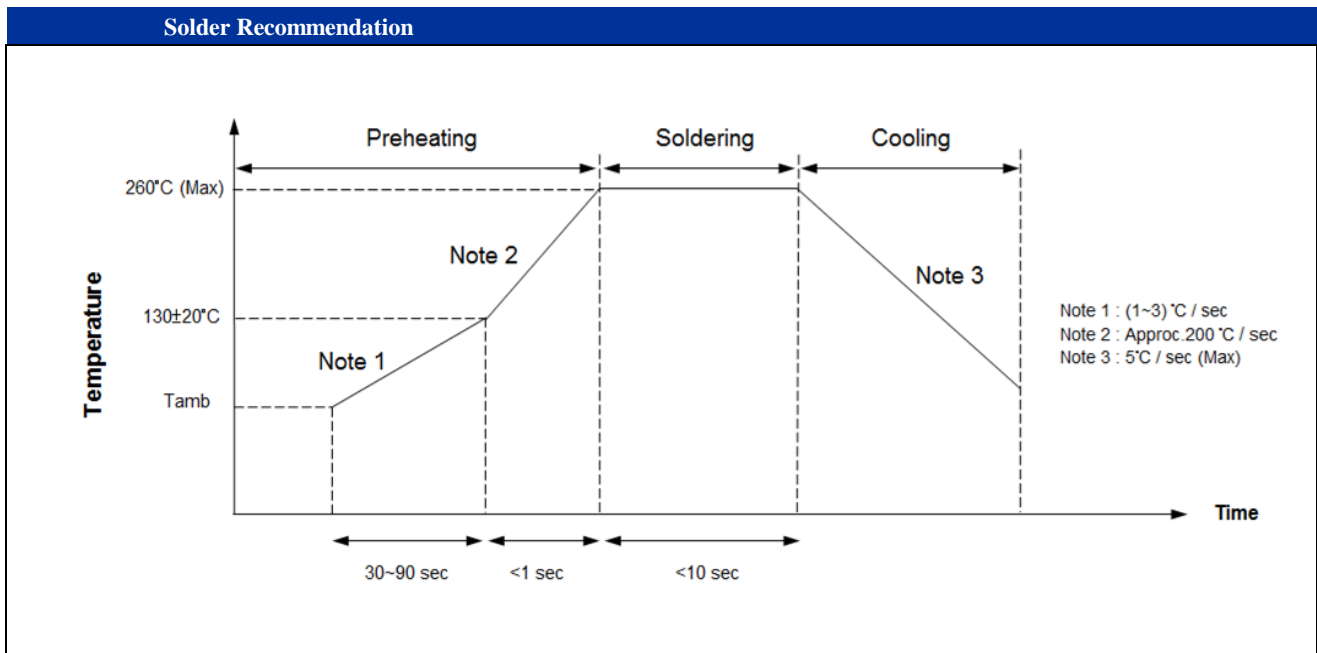 Solder Recommendation
Preheating
Soldering
Cooling
260°C (Max)
Note 2
Note 3
Temperature
130±20°C
Note 1 : (1~3) °C / sec
Note 2 : Approc.200 °C / sec
Note 3 : 5°C / sec (Max)
Note 1
Tamb
Time
30~90 sec
<1 sec
<10 sec